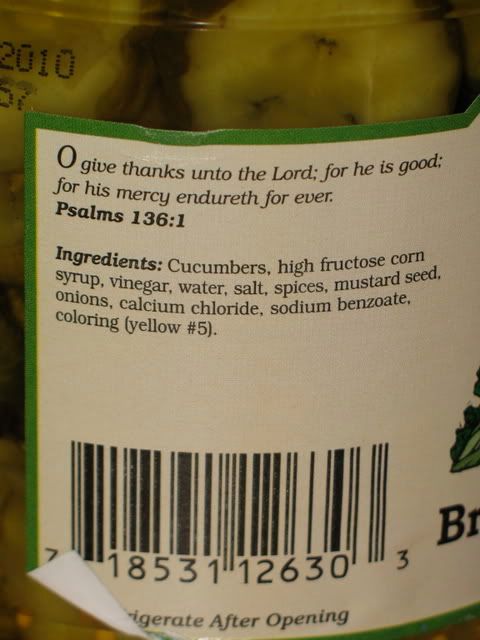 2010
57
O give thanks unto the Lord; for he is good;
for his mercy endureth for ever.
Psalms 136:1
Ingredients: Cucumbers, high fructose corn
syrup, vinegar, water, salt, spices, mustard seed,
onions, calcium chloride, sodium benzoate,
coloring (yellow #5).
Br
7 18531 12630 3
rigerate After Opening